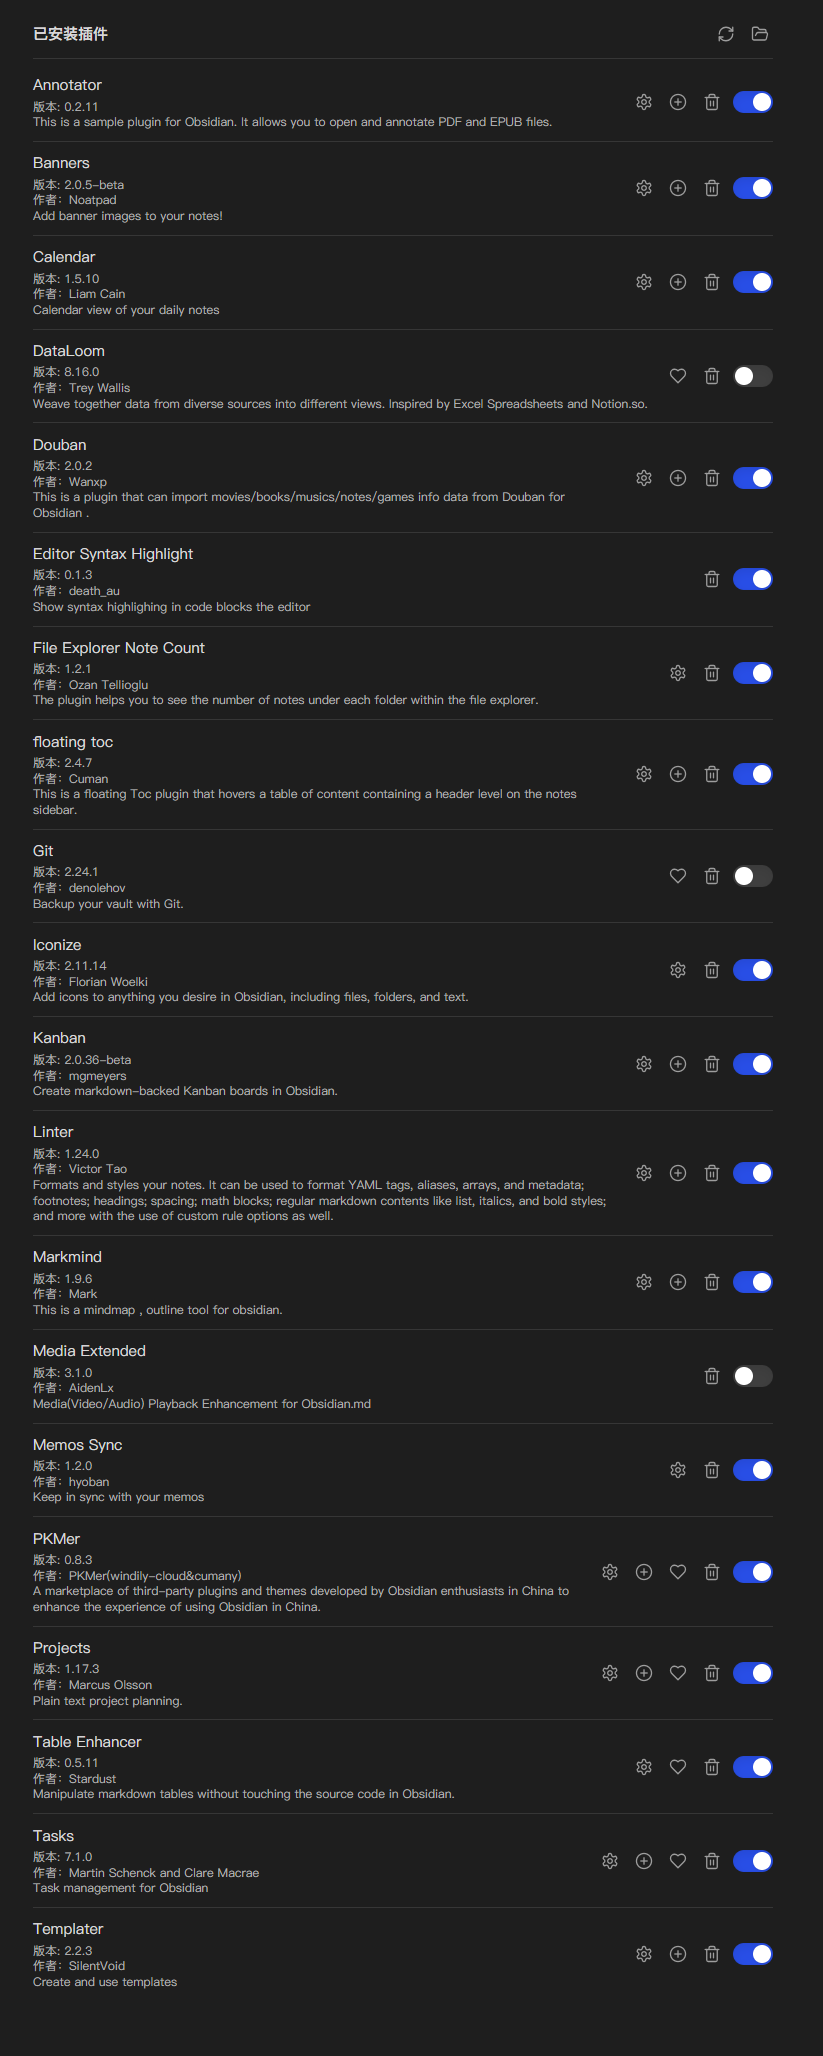 已安装插件
Annotator
版本: 0.2.11
This is a sample plugin for Obsidian. It allows you to open and annotate PDF and EPUB files.
Banners
版本: 2.0.5-beta
作者：Noatpad
Add banner images to your notes!
Calendar
版本: 1.5.10
作者：Liam Cain
Calendar view of your daily notes
DataLoom
版本: 8.16.0
作者：Trey Wallis
Weave together data from diverse sources into different views. Inspired by Excel Spreadsheets and Notion.so.
Douban
版本: 2.0.2
作者：Wanxp
This is a plugin that can import movies/books/musics/notes/games info data from Douban for
Obsidian .
Editor Syntax Highlight
版本: 0.1.3
作者：death_au
Show syntax highlighing in code blocks the editor
File Explorer Note Count
版本: 1.2.1
作者：Ozan Tellioglu
The plugin helps you to see the number of notes under each folder within the file explorer.
floating toc
版本: 2.4.7
作者：Cuman
This is a floating Toc plugin that hovers a table of content containing a header level on the notes
sidebar.
Git
版本: 2.24.1
作者：denolehov
Backup your vault with Git.
Iconize
版本: 2.11.14
作者：Florian Woelki
Add icons to anything you desire in Obsidian, including files, folders, and text.
Kanban
版本: 2.0.36-beta
作者：mgmeyers
Create markdown-backed Kanban boards in Obsidian.
Linter
版本: 1.24.0
作者：Victor Tao
Formats and styles your notes. It can be used to format YAML tags, aliases, arrays, and metadata;
footnotes; headings; spacing; math blocks; regular markdown contents like list, italics, and bold styles;
and more with the use of custom rule options as well.
Markmind
版本: 1.9.6
作者：Mark
This is a mindmap , outline tool for obsidian.
Media Extended
版本: 3.1.0
作者：AidenLx
Media(Video/Audio) Playback Enhancement for Obsidian.md
Memos Sync
版本: 1.2.0
作者：hyoban
Keep in sync with your memos
PKMer
版本: 0.8.3
作者：PKMer(windily-cloud&cumany)
A marketplace of third-party plugins and themes developed by Obsidian enthusiasts in China to
enhance the experience of using Obsidian in China.
Projects
版本: 1.17.3
作者：Marcus Olsson
Plain text project planning.
Table Enhancer
版本: 0.5.11
作者：Stardust
Manipulate markdown tables without touching the source code in Obsidian.
Tasks
版本: 7.1.0
作者：Martin Schenck and Clare Macrae
Task management for Obsidian
Templater
版本: 2.2.3
作者：SilentVoid
Create and use templates